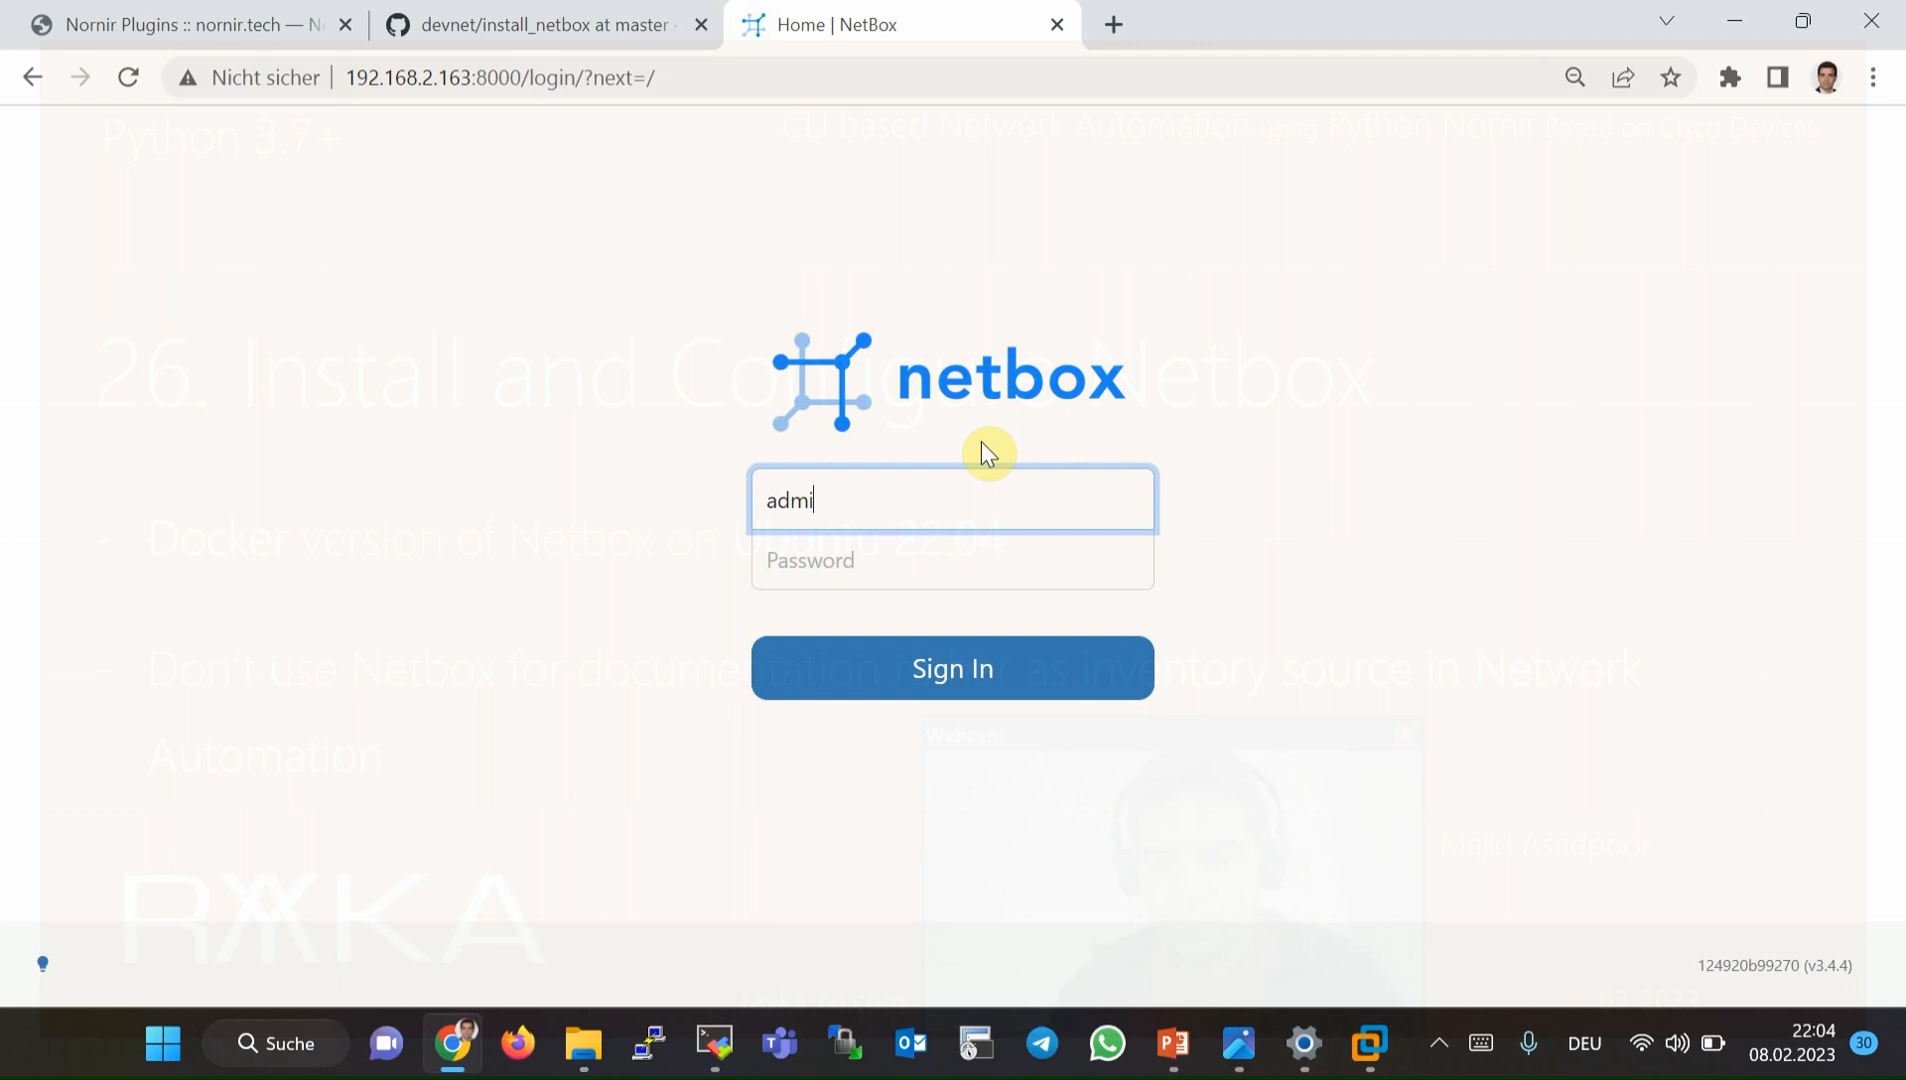 Nornir Plugins :: nornir.tech — N
devnet/install_netbox at master
Home | NetBox
Nicht sicher
192.168.2.163:8000/login/?next=/
Python 3.7+
CLI based Network Automation using Python Nornir Based on Cisco Devices
26. Install and Configure Netbox
netbox
admi
- Docker version of Netbox on Ubuntu 22.04
Password
- Don't use Netbox for documentation rather as inventory source in Network
Automation
Sign In
Webcam
Majid Asadpoor
RAYKA
124920b99270 (v3.4.4)
Suche
DEU
22:04
08.02.2023
30